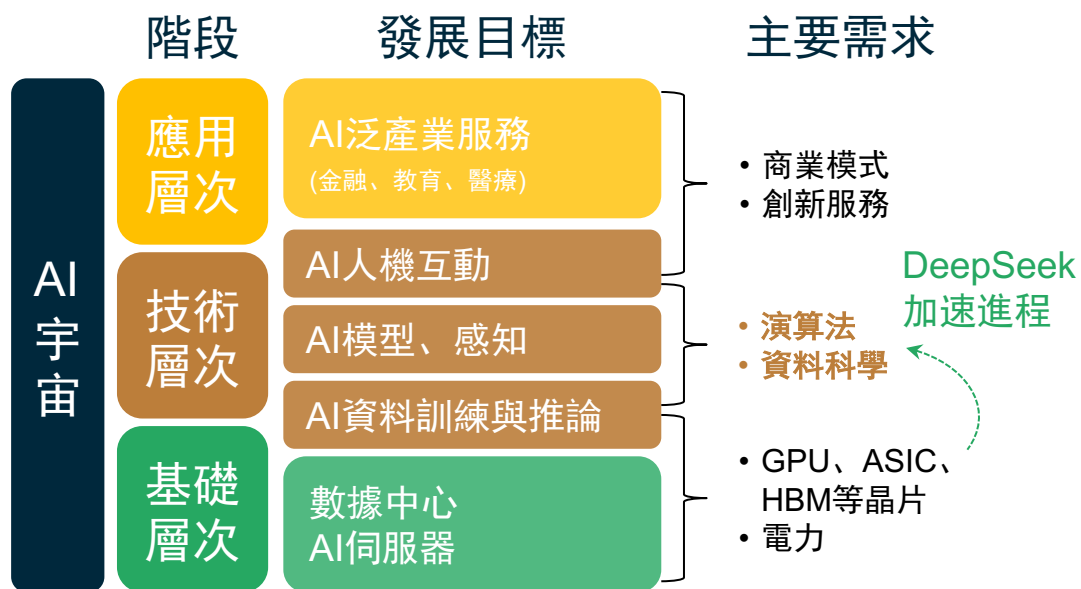 階段
發展目標
主要需求
AI
宇
宙
應用
層次
AI泛產業服務
(金融、教育、醫療)
• 商業模式
• 創新服務
技術
層次
AI人機互動
AI模型、感知
AI資料訓練與推論
• 演算法
• 資料科學
DeepSeek
加速進程
基礎
層次
數據中心
AI伺服器
• GPU、ASIC、
HBM等晶片
• 電力